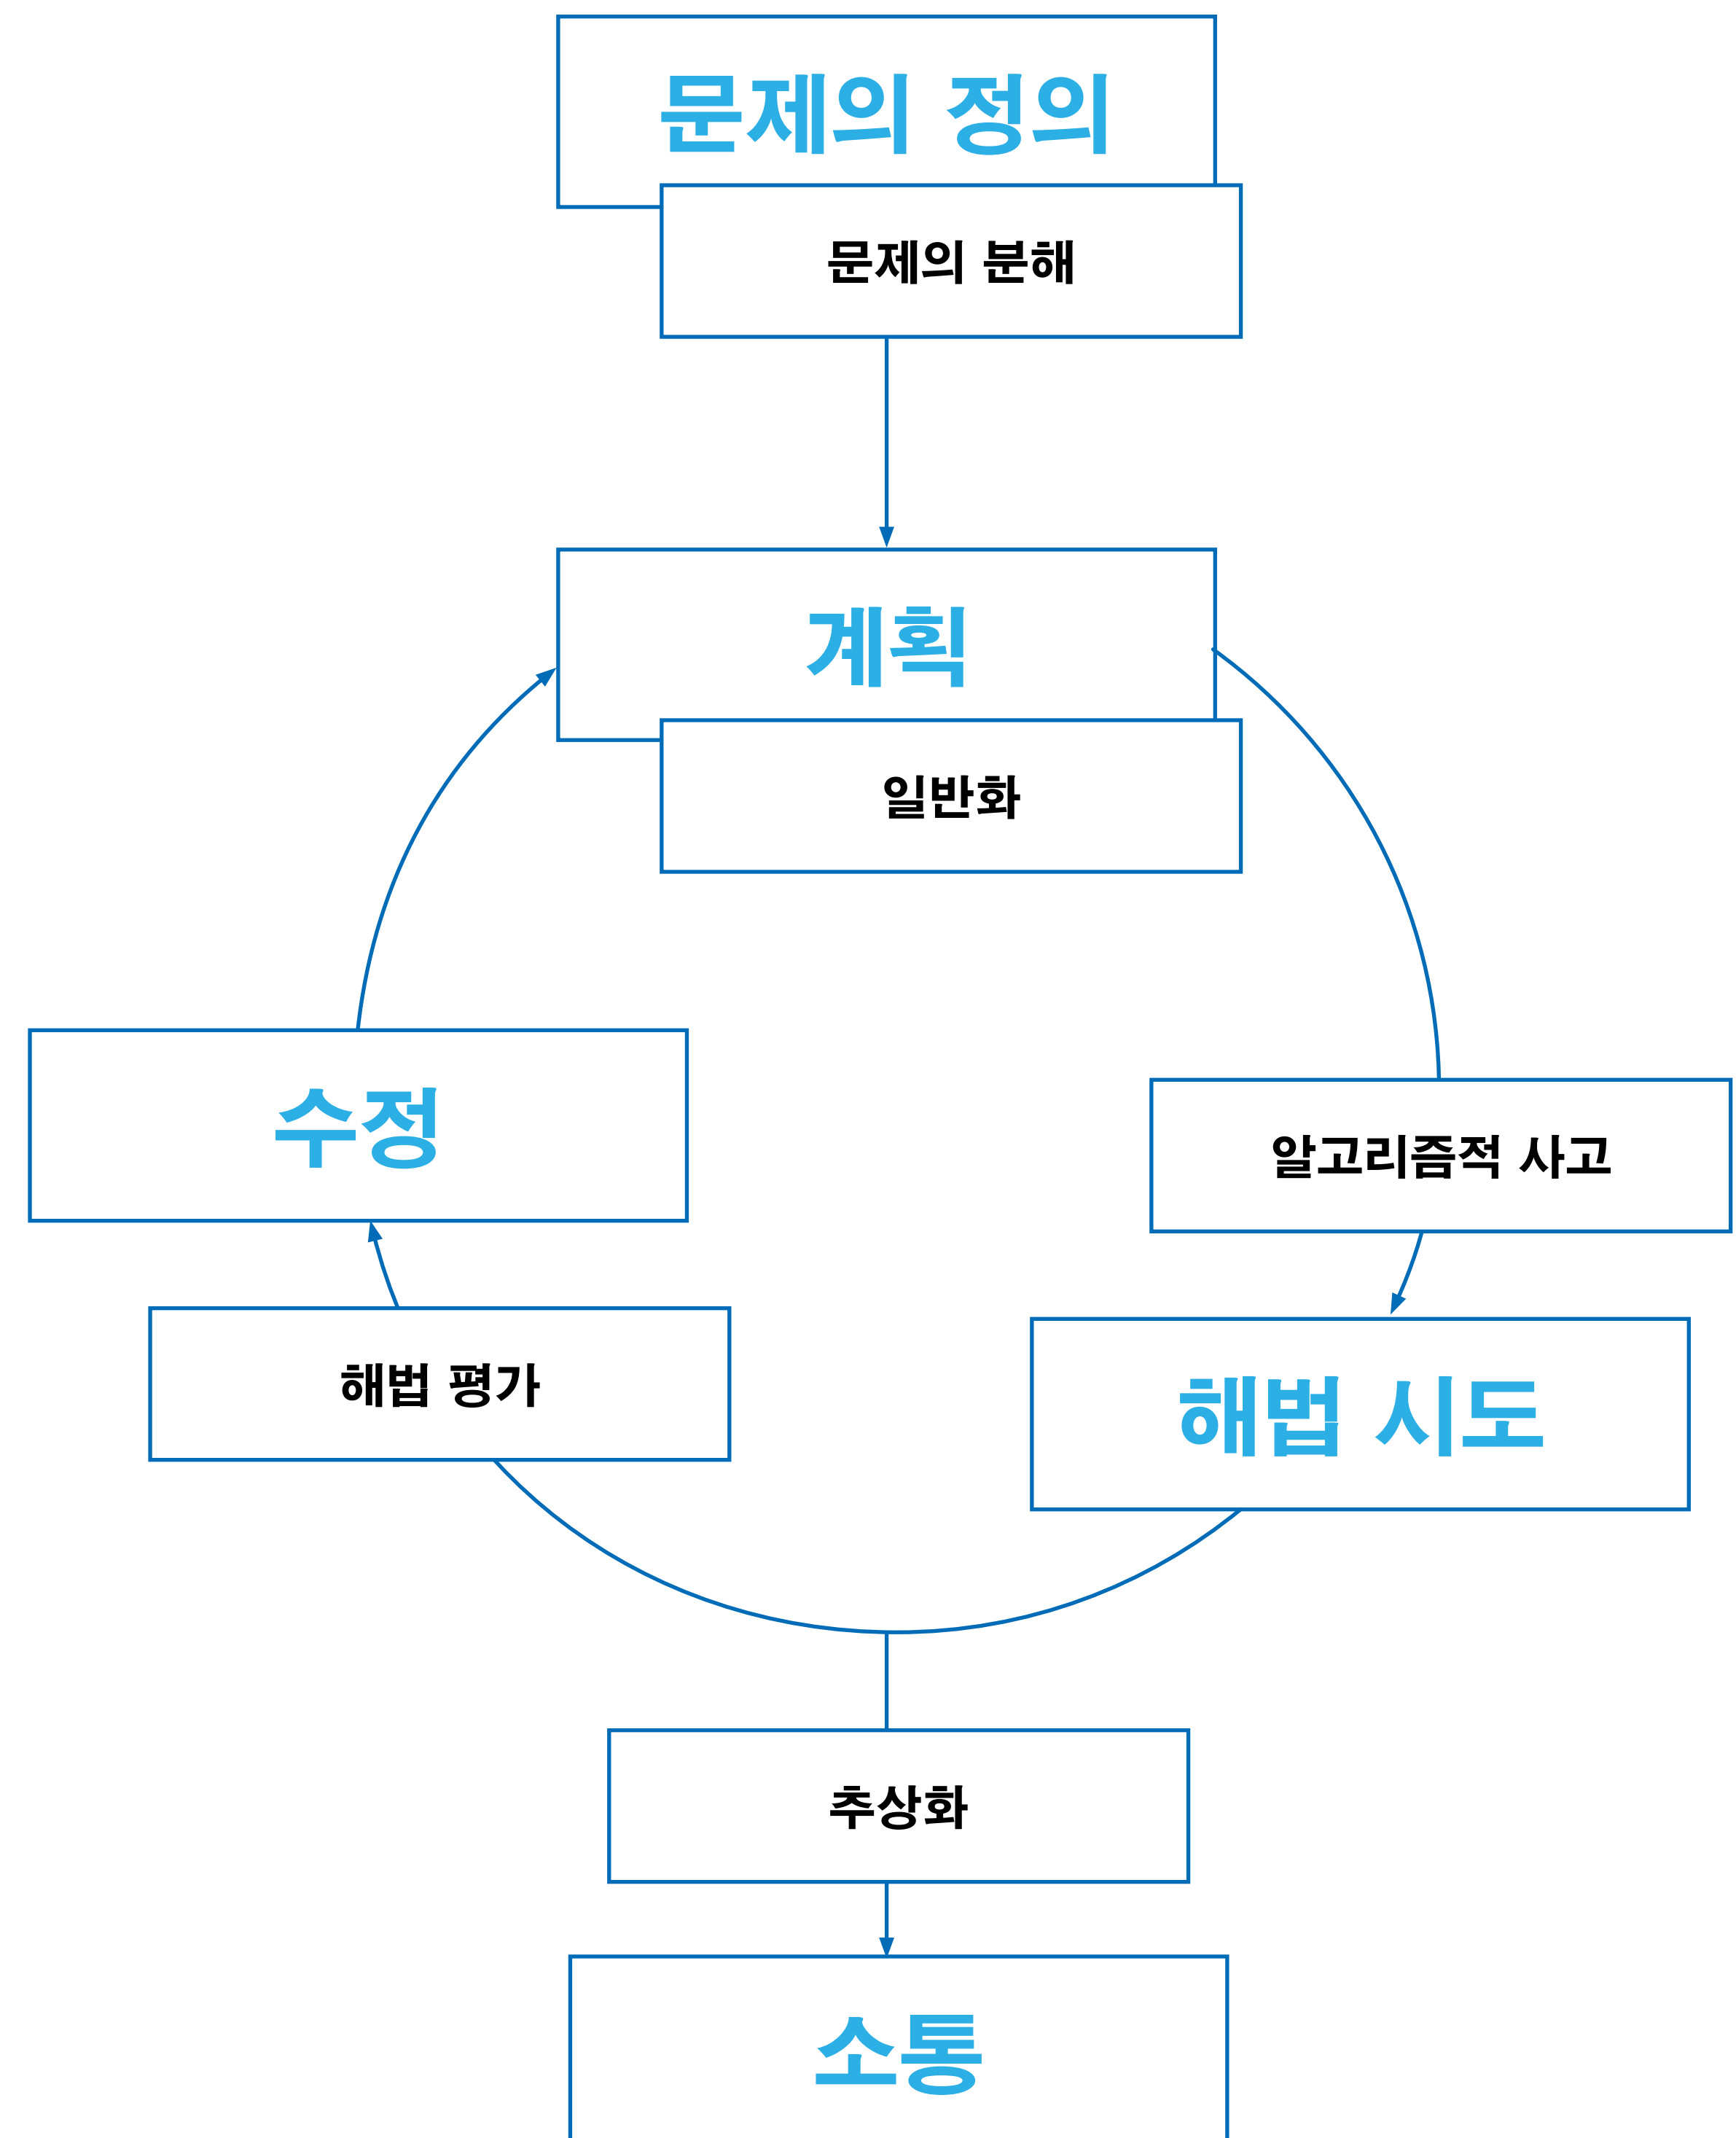 문제의 정의
문제의 분해
계획
일반화
수정
알고리즘적 사고
해법 평가
해법 시도
추상화
소통